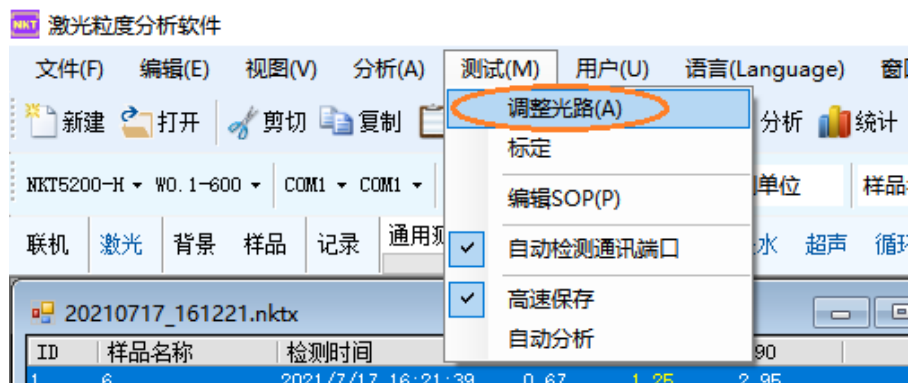 NKT 激光粒度分析软件
文件(F) 编辑(E) 视图(V) 分析(A) 测试(M) 用户(U) 语言(Language)
新建 打开 剪切 复制 分析 统计
NKT5200-H W0.1-600 COM1 COM1 单位 样品
联机 激光 背景 样品 记录 通用 水 超声
调整光路(A)
标定
编辑SOP(P)
自动检测通讯端口
高速保存
自动分析
20210717_161221.nktx
ID 样品名称 检测时间 90
1 6 2021/7/17 16:21:39 0.67 1.25 2.95